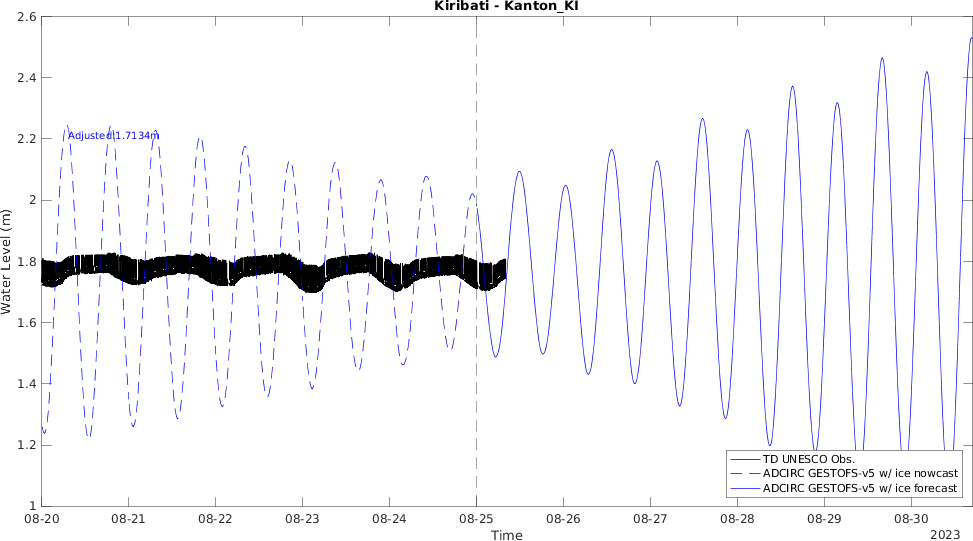 Kiribati - Kanton_KI
2.6
2.4
2.2
2
1.8
1.6
1.4
1.2
1
Water Level (m)
Adjusted 1.7134m
TD UNESCO Obs.
ADCIRC GESTOFS-v5 w/ ice nowcast
ADCIRC GESTOFS-v5 w/ ice forecast
08-20 08-21 08-22 08-23 08-24 08-25 08-26 08-27 08-28 08-29 08-30
Time
2023